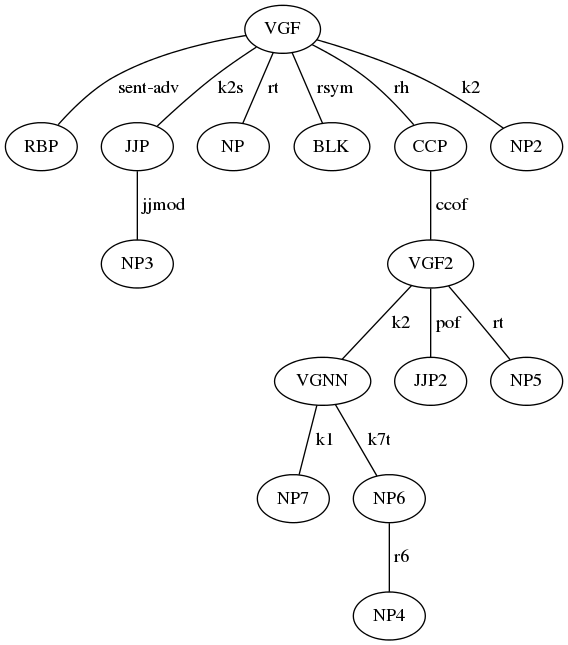 VGF
sent-adv k2s rt rsym rh k2
RBP JJP NP BLK CCP NP2
jjmod ccof
NP3 VGF2
k2 pof rt
VGNN JJP2 NP5
k1 k7t
NP7 NP6
r6
NP4